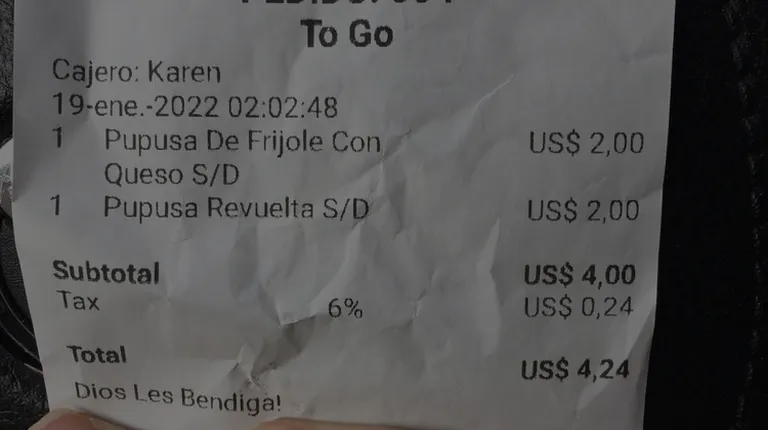 To Go
Cajero: Karen
19-ene.-2022 02:02:48
1 Pupusa De Frijole Con US$ 2,00
Queso S/D
1 Pupusa Revuelta S/D US$ 2,00
Subtotal US$ 4,00
Tax 6% US$ 0,24
Total US$ 4,24
Dios Les Bendiga!